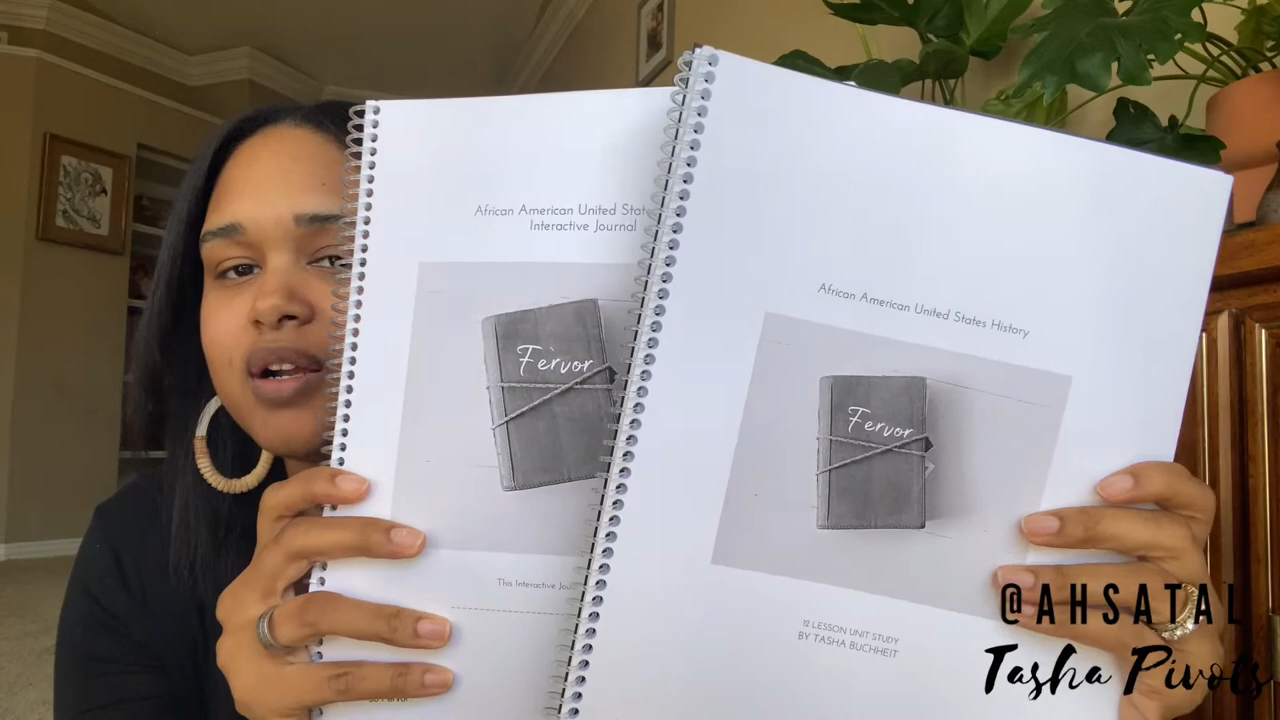 African American United Stat
Interactive Journal
Fervor
This Interactive Jou
African American United States History
Fervor
12 LESSON UNIT STUDY
BY TASHA BUCHHEIT
@AHSATAL
Tasha Pivots